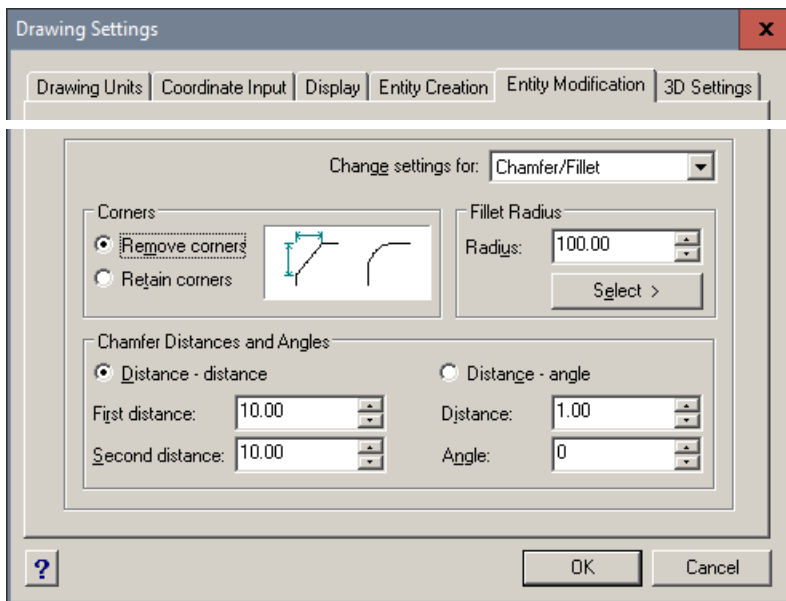 Drawing Settings
x
Drawing Units Coordinate Input Display Entity Creation Entity Modification 3D Settings
Change settings for: Chamfer/Fillet
Corners
Remove corners
Retain corners
Fillet Radius
Radius: 100.00
Select >
Chamfer Distances and Angles
Distance - distance Distance - angle
First distance: 10.00 Distance: 1.00
Second distance: 10.00 Angle: 0
? OK Cancel